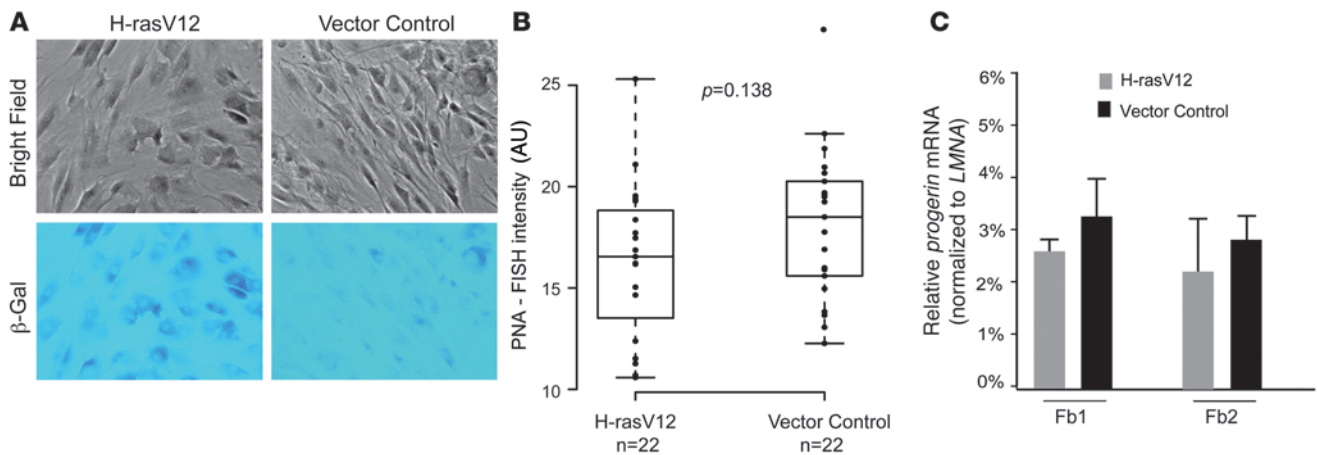 A
H-rasV12
Vector Control
Bright Field
β-Gal
B
PNA - FISH intensity (AU)
25
20
15
10
p=0.138
H-rasV12
n=22
Vector Control
n=22
C
Relative progerin mRNA
(normalized to LMNA)
6%
5%
4%
3%
2%
1%
0%
H-rasV12
Vector Control
Fb1
Fb2